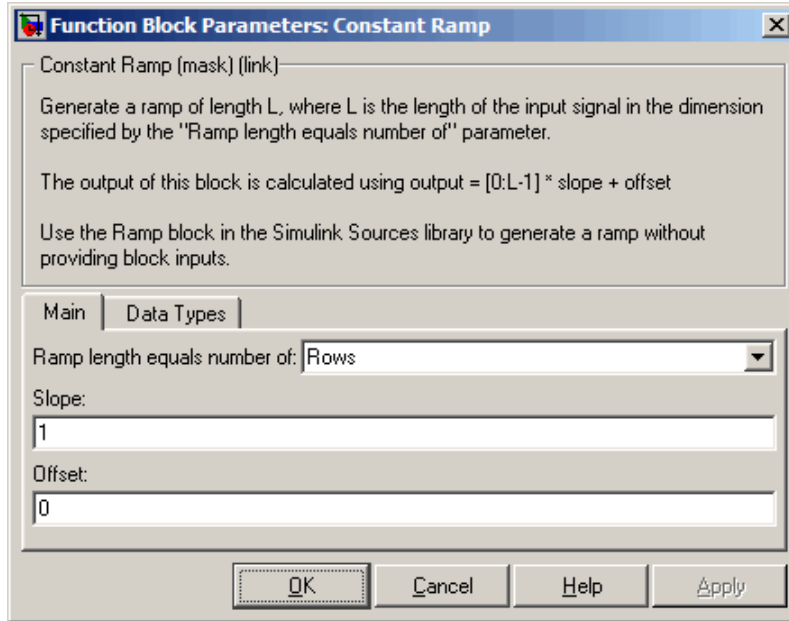 Function Block Parameters: Constant Ramp
Constant Ramp (mask) (link)
Generate a ramp of length L, where L is the length of the input signal in the dimension
specified by the "Ramp length equals number of" parameter.
The output of this block is calculated using output = [0:L-1] * slope + offset
Use the Ramp block in the Simulink Sources library to generate a ramp without
providing block inputs.
Main Data Types
Ramp length equals number of: Rows
Slope:
1
Offset:
0
OK Cancel Help Apply